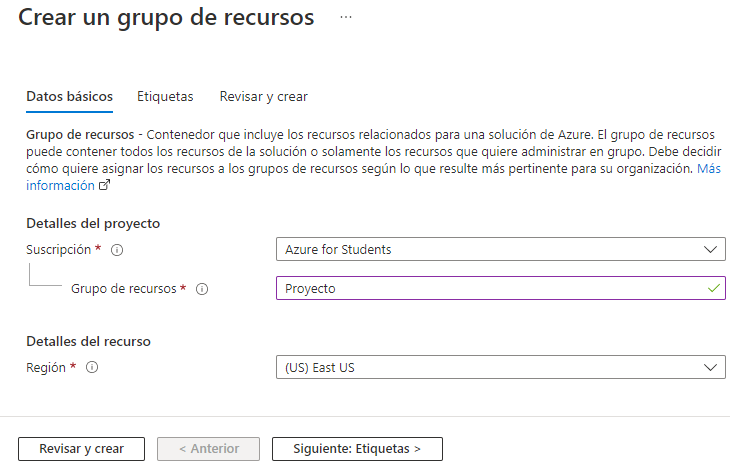 Crear un grupo de recursos ...
Datos básicos Etiquetas Revisar y crear
Grupo de recursos - Contenedor que incluye los recursos relacionados para una solución de Azure. El grupo de recursos
puede contener todos los recursos de la solución o solamente los recursos que quiere administrar en grupo. Debe decidir
cómo quiere asignar los recursos a los grupos de recursos según lo que resulte más pertinente para su organización. Más
información
Detalles del proyecto
Suscripción * Azure for Students
Grupo de recursos * Proyecto
Detalles del recurso
Región * (US) East US
Revisar y crear < Anterior Siguiente: Etiquetas >